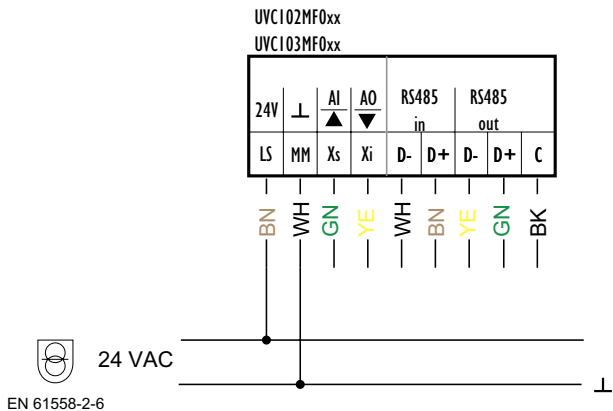 UVC102MF0xx
UVC103MF0xx
24V ⊥ AI AO RS485 in RS485 out
LS MM Xs Xi D- D+ D- D+ C
BN WH GN YE WH BN YE GN BK
24 VAC
⊥
EN 61558-2-6